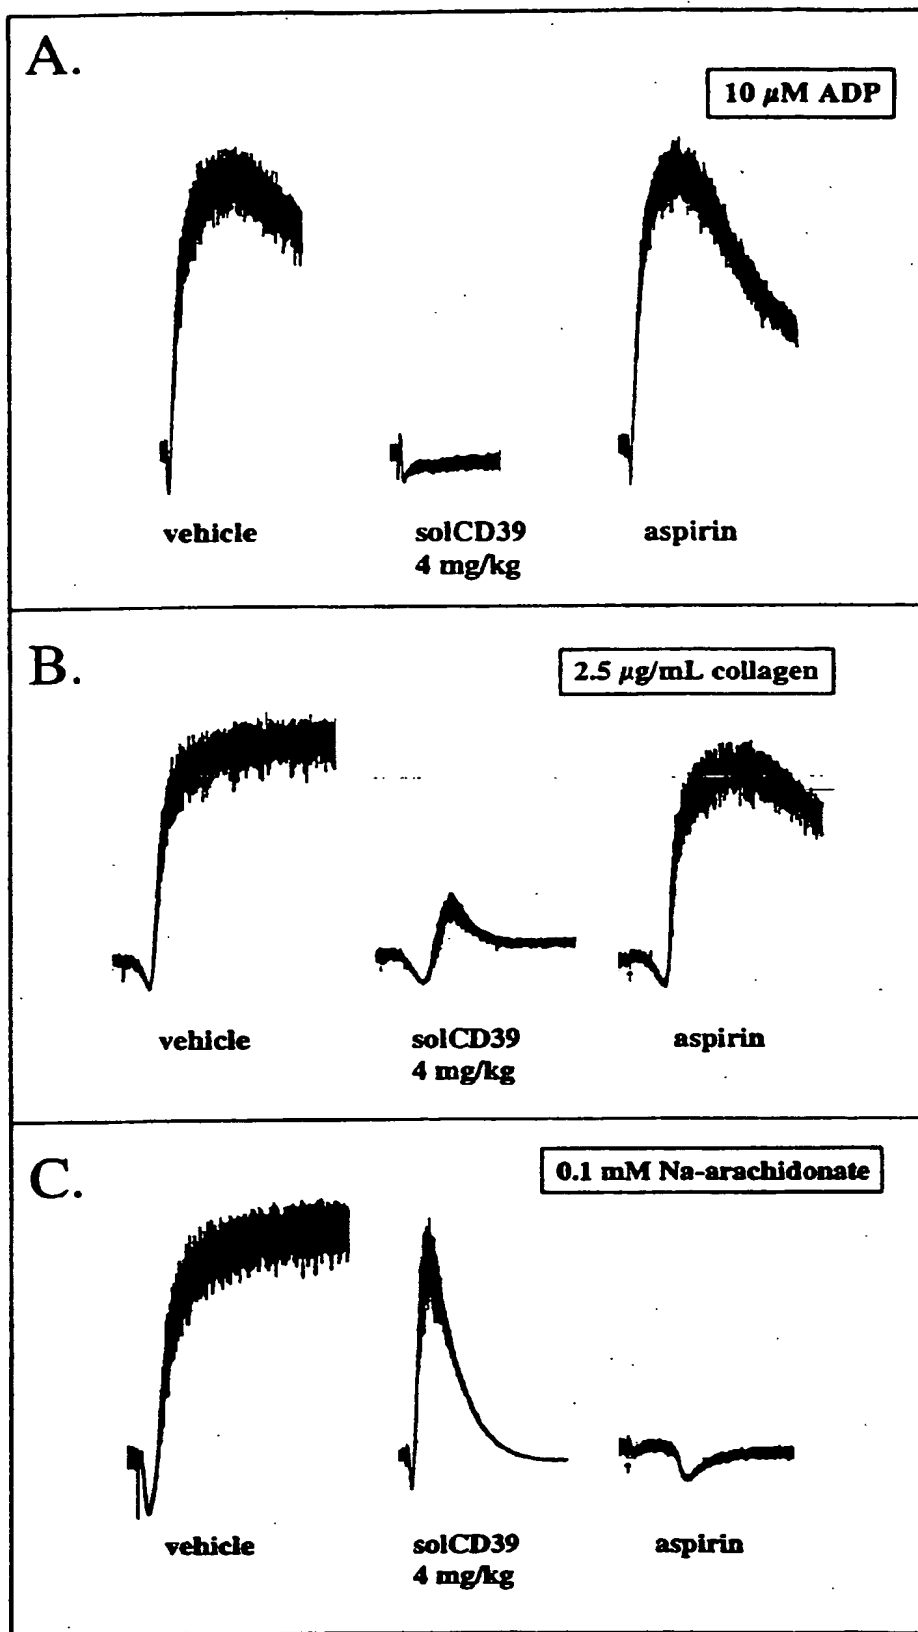 A.
10 μM ADP
vehicle
solCD39
4 mg/kg
aspirin
B.
2.5 μg/mL collagen
vehicle
solCD39
4 mg/kg
aspirin
C.
0.1 mM Na-arachidonate
vehicle
solCD39
4 mg/kg
aspirin